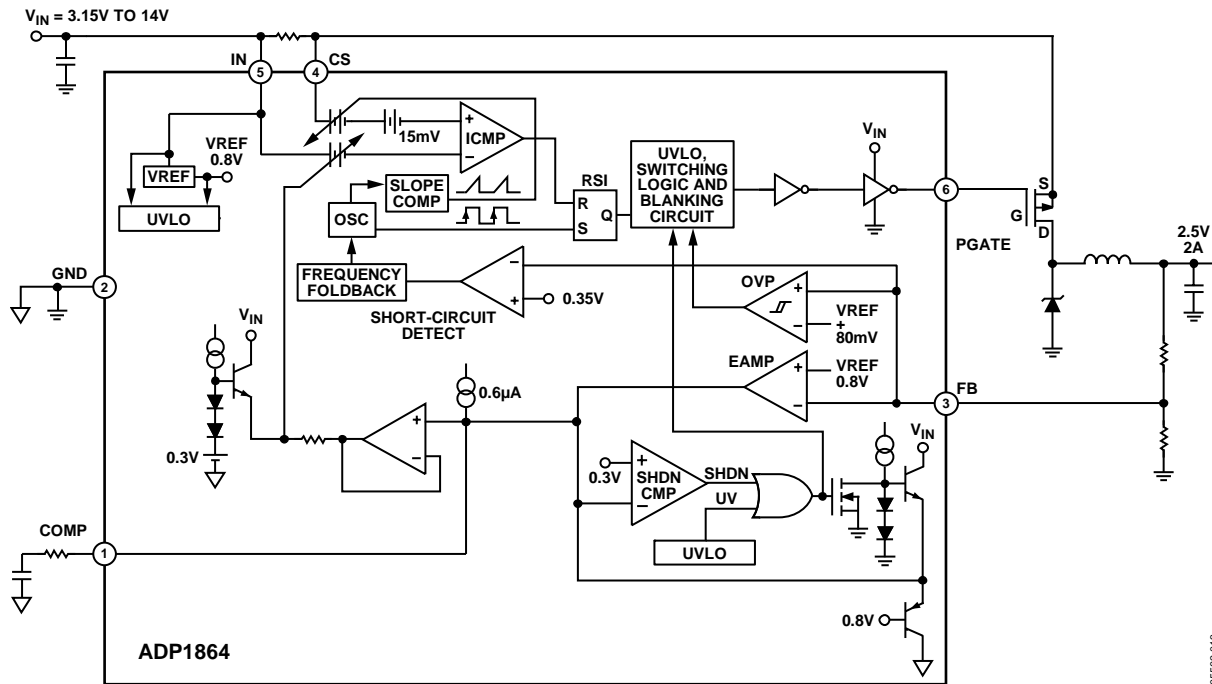 VIN = 3.15V TO 14V
IN
5
4
CS
15mV
+
ICMP
–
VREF
0.8V
VREF
UVLO
SLOPE
COMP
OSC
FREQUENCY
FOLDBACK
RSI
R
S
Q
UVLO,
SWITCHING
LOGIC AND
BLANKING
CIRCUIT
VIN
6
PGATE
S
G
D
2.5V
2A
GND
2
–
+
0.35V
SHORT-CIRCUIT
DETECT
OVP
+
–
VREF
+
80mV
EAMP
+
–
VREF
0.8V
FB
3
VIN
0.3V
0.6µA
+
–
0.3V
+
SHDN
CMP
–
SHDN
UV
UVLO
VIN
COMP
1
0.8V
ADP1864